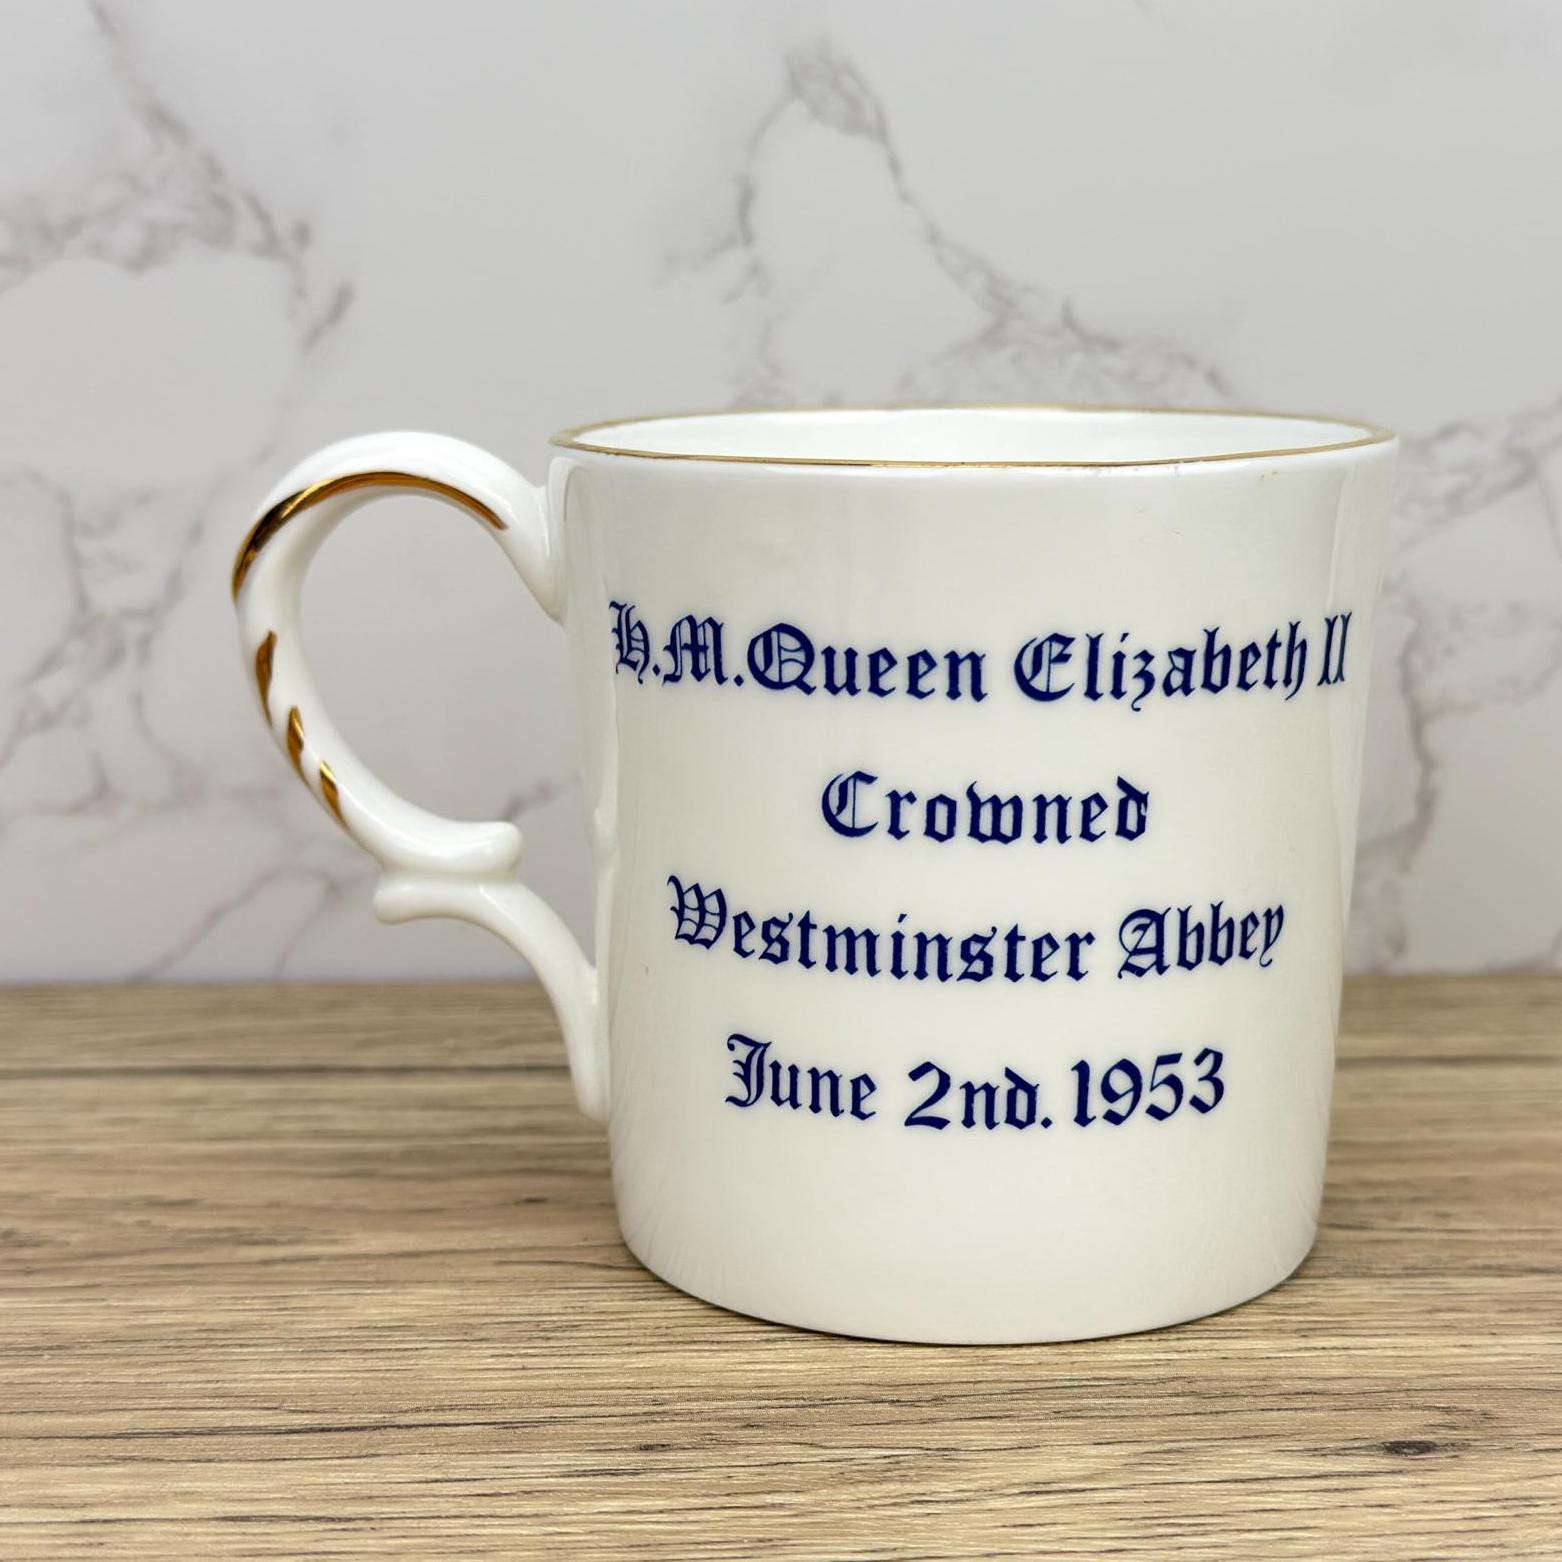 H.M.Queen Elizabeth II
Crowned
Westminster Abbey
June 2nd. 1953